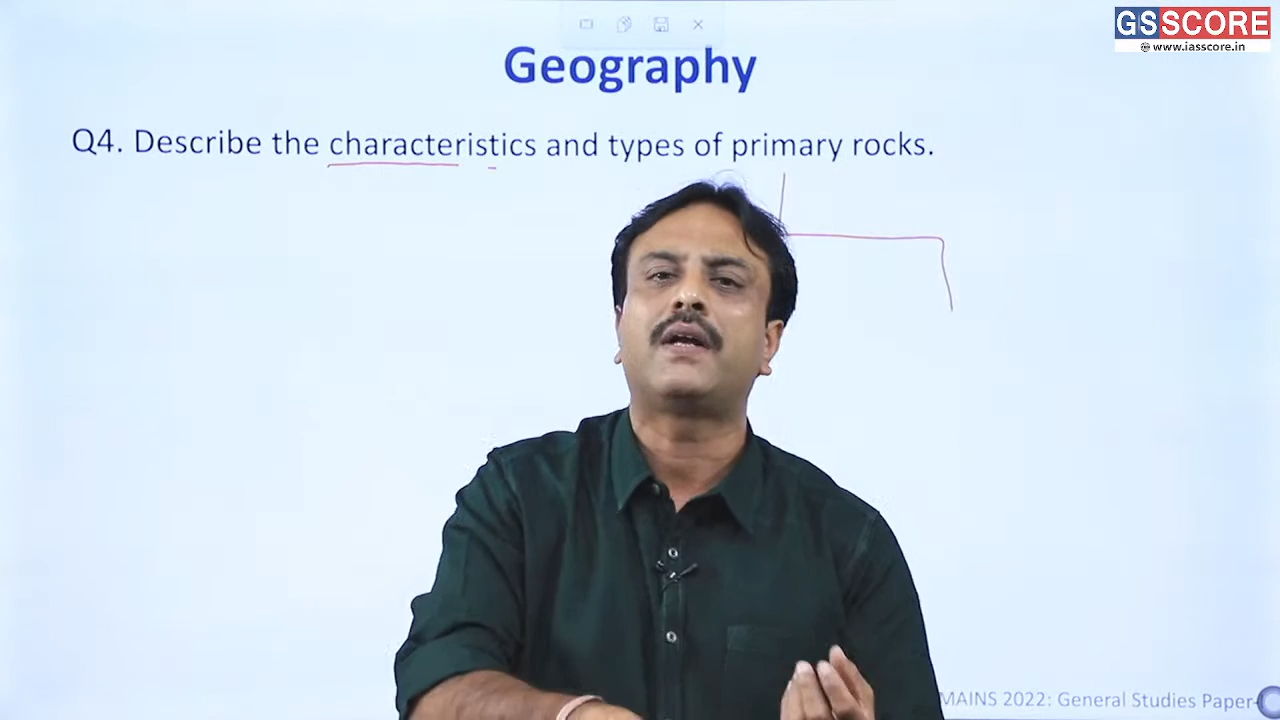 GSSCORE
www.iasscore.in
Geography
Q4. Describe the characteristics and types of primary rocks.
MAINS 2022: General Studies Paper-